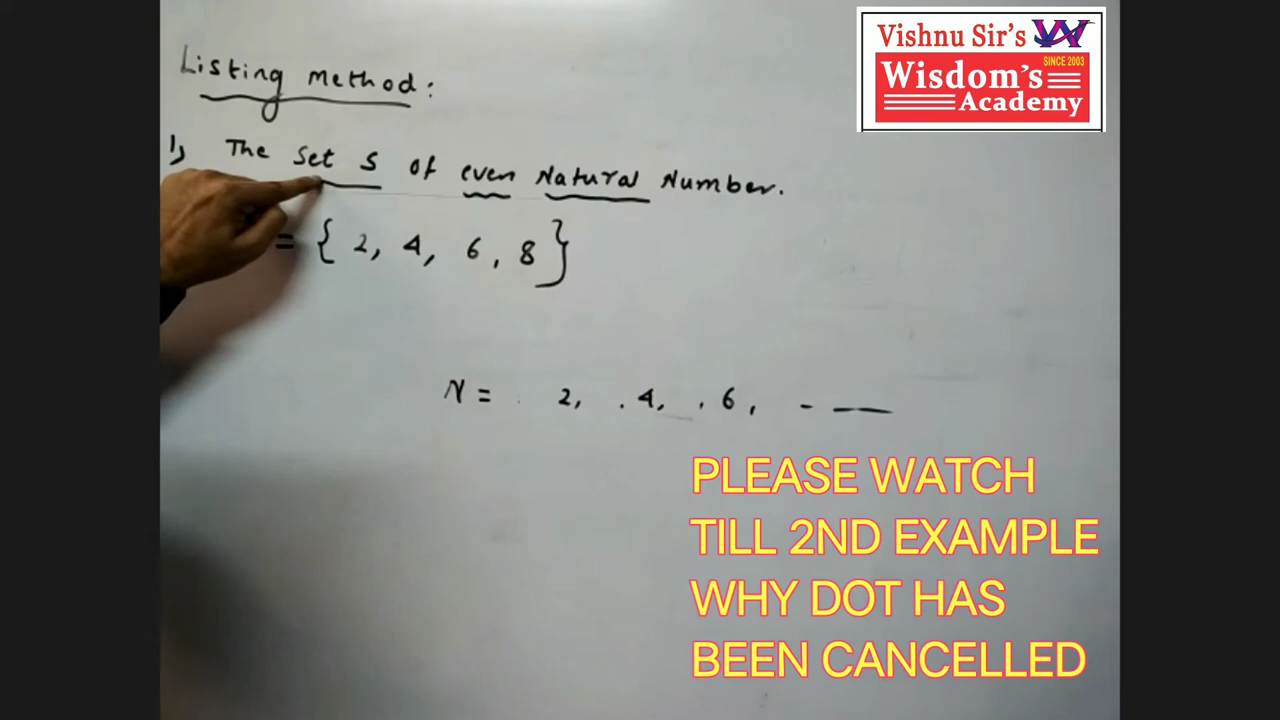 Listing Method:
1) The Set S of even Natural Number.
= { 2, 4, 6, 8 }
N = . 2, . 4, . 6, - —
Vishnu Sir's W
SINCE 2003
Wisdom's
Academy
PLEASE WATCH
TILL 2ND EXAMPLE
WHY DOT HAS
BEEN CANCELLED